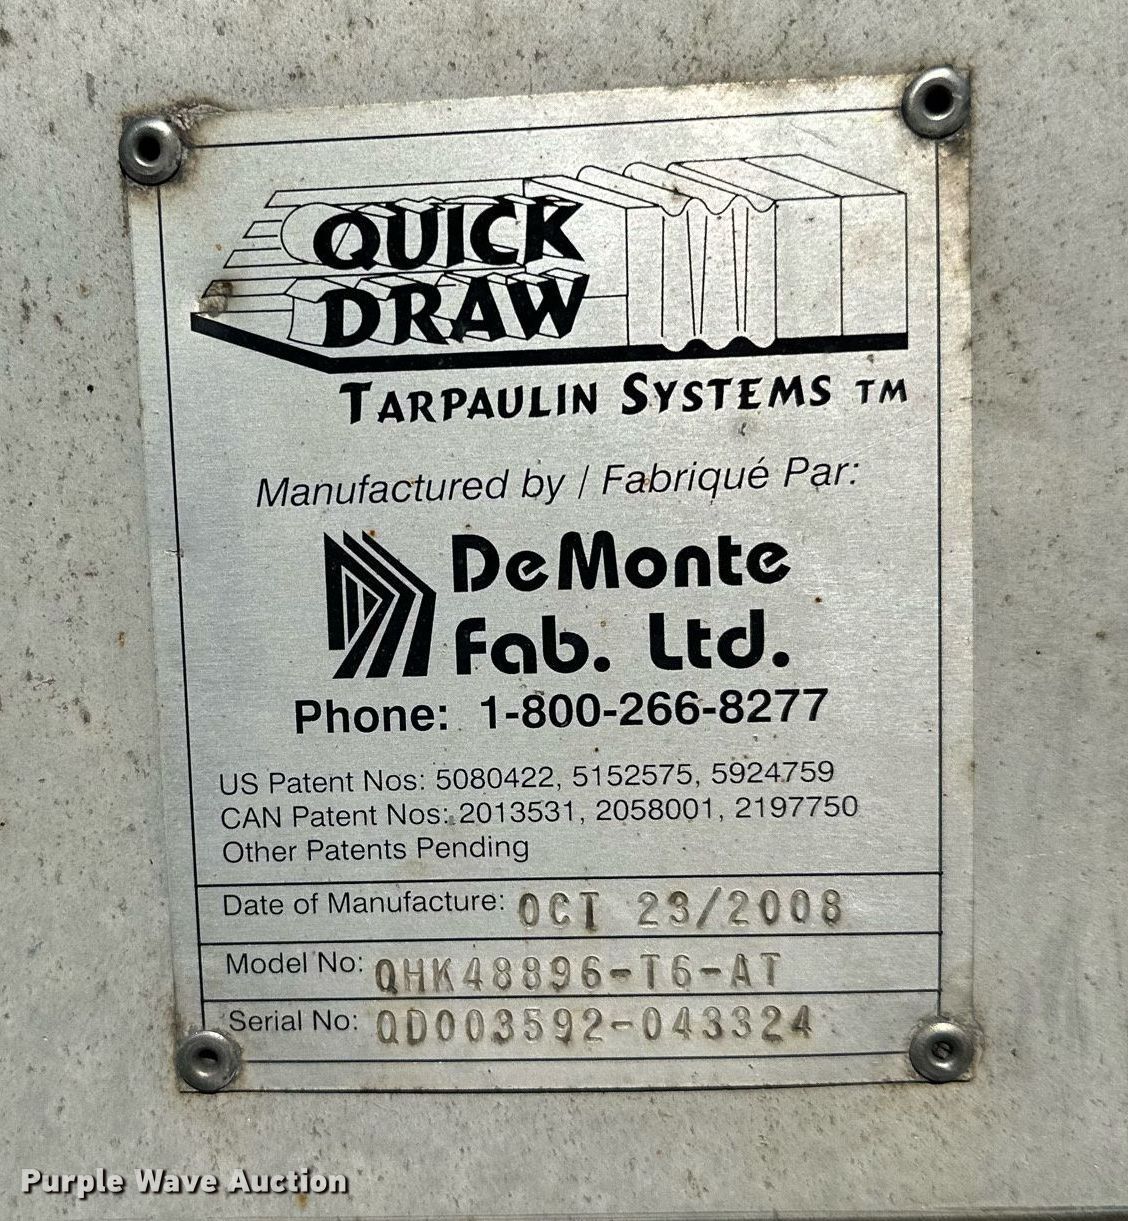 QUICK
DRAW
TARPAULIN SYSTEMS TM
Manufactured by / Fabriqué Par:
DeMonte
Fab. Ltd.
Phone: 1-800-266-8277
US Patent Nos: 5080422, 5152575, 5924759
CAN Patent Nos: 2013531, 2058001, 2197750
Other Patents Pending
Date of Manufacture: OCT 23/2008
Model No: QHK48896-T6-AT
Serial No: QD003592-043324
Purple Wave Auction